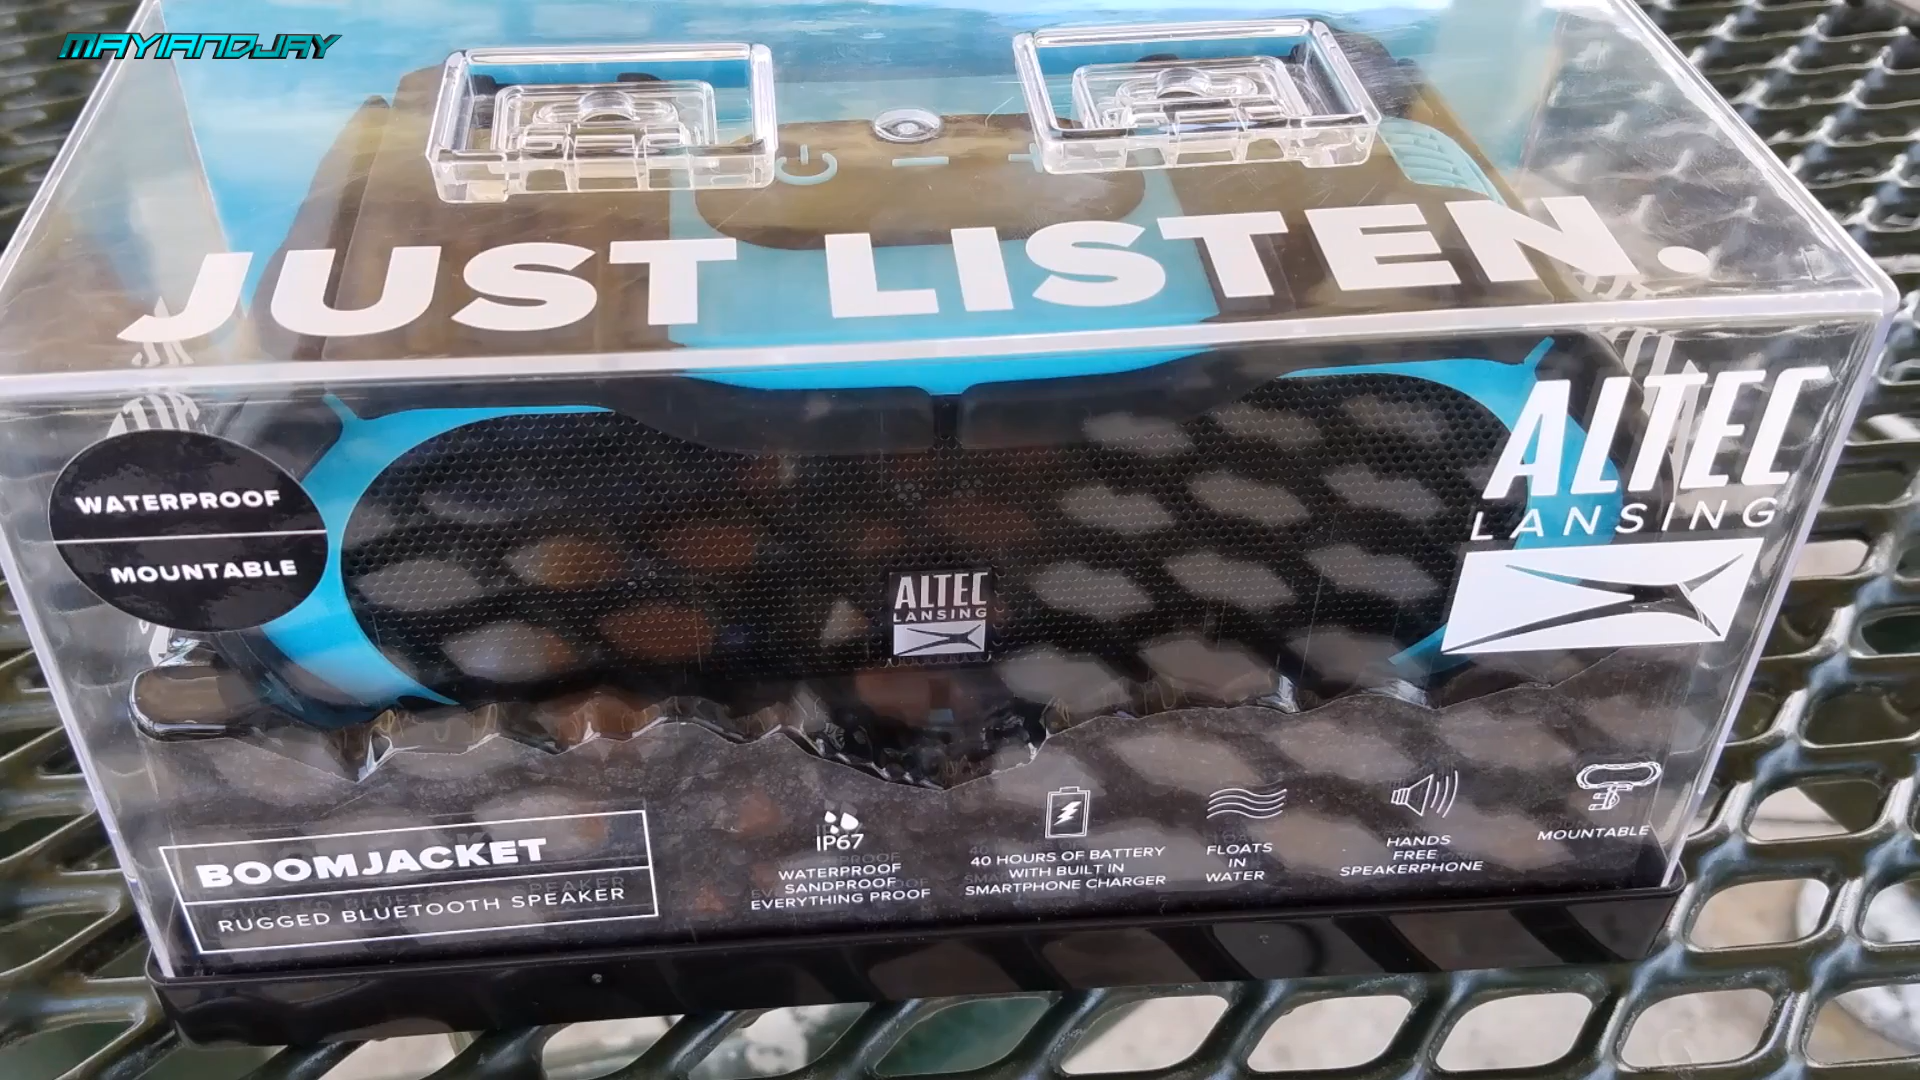 MAYIANDJAY
JUST LISTEN.
ALTEC
LANSING
WATERPROOF
MOUNTABLE
ALTEC
LANSING
BOOMJACKET
RUGGED BLUETOOTH SPEAKER
IP67
WATERPROOF
SANDPROOF
EVERYTHING PROOF
40 HOURS OF BATTERY
WITH BUILT IN
SMARTPHONE CHARGER
FLOATS
IN
WATER
HANDS
FREE
SPEAKERPHONE
MOUNTABLE